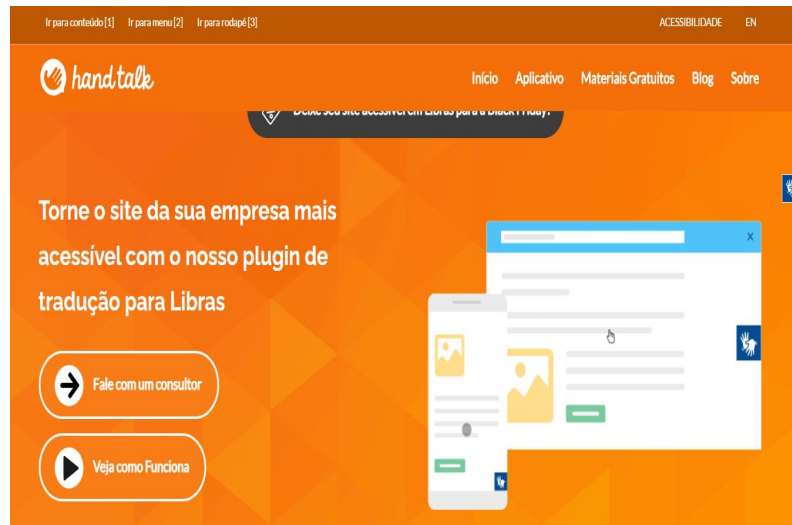 Ir para conteúdo [1] Ir para menu [2] Ir para rodapé [3] ACESSIBILIDADE EN
hand talk Início Aplicativo Materiais Gratuitos Blog Sobre
Deixe seu site acessível em Libras para a Black Friday!
Torne o site da sua empresa mais
acessível com o nosso plugin de
tradução para Libras
Fale com um consultor
Veja como Funciona
X